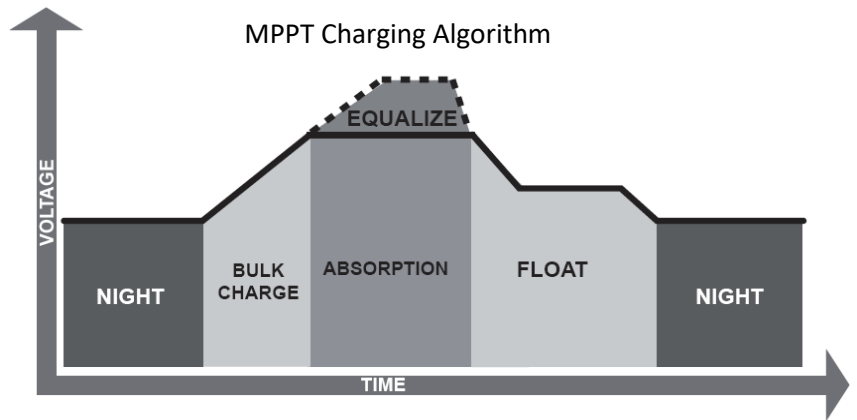 MPPT Charging Algorithm
EQUALIZE
VOLTAGE
NIGHT
BULK
CHARGE
ABSORPTION
FLOAT
NIGHT
TIME